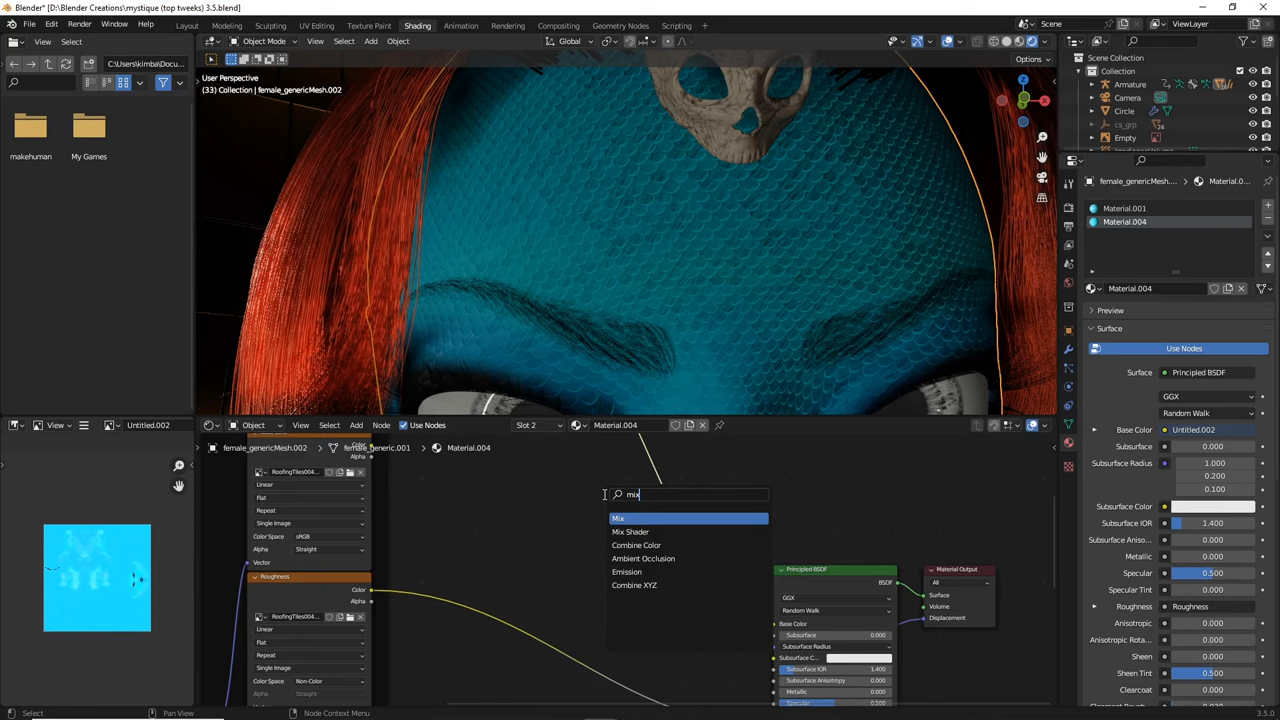 Blender* [D:\Blender Creations\mystique (top tweeks) 3.5.blend]
File Edit Render Window Help Layout Modeling Sculpting UV Editing Texture Paint Shading Animation Rendering Compositing Geometry Nodes Scripting Scene ViewLayer
View Select Object Mode View Select Add Object Global
C:\Users\kimba\Docu... Options
makehuman My Games
User Perspective
(33) Collection | female_genericMesh.002
Scene Collection
Collection
Armature
Camera
Circle
cs_grp
Empty
female_genericMesh.... Material.0...
Material.001
Material.004
Material.004
Preview
Surface
Use Nodes
Surface Principled BSDF
GGX
Random Walk
Base Color Untitled.002
Subsurface 0.000
Subsurface Radius 1.000
0.200
0.100
Subsurface Color
Subsurface IOR 1.400
Subsurface Aniso... 0.000
Metallic 0.000
Specular 0.500
Specular Tint 0.000
Roughness Roughness
Anisotropic 0.000
Anisotropic Rota... 0.000
Sheen 0.000
Sheen Tint 0.500
Clearcoat 0.000
View Untitled.002
Object View Select Add Node Use Nodes Slot 2 Material.004
female_genericMesh.002 female_generic.001 Material.004
Color
Alpha
RoofingTiles004...
Linear
Flat
Repeat
Single Image
Color Space sRGB
Alpha Straight
Vector
Roughness
Color
Alpha
RoofingTiles004...
Linear
Flat
Repeat
Single Image
Color Space Non-Color
Alpha Straight
mix
Mix
Mix Shader
Combine Color
Ambient Occlusion
Emission
Combine XYZ
Principled BSDF
BSDF
GGX
Random Walk
Base Color
Subsurface 0.000
Subsurface Radius
Subsurface C...
Subsurface IOR 1.400
Subsurface Anisotropy 0.000
Metallic 0.000
Specular 0.500
Material Output
All
Surface
Volume
Displacement
Select Pan View Node Context Menu 3.5.0